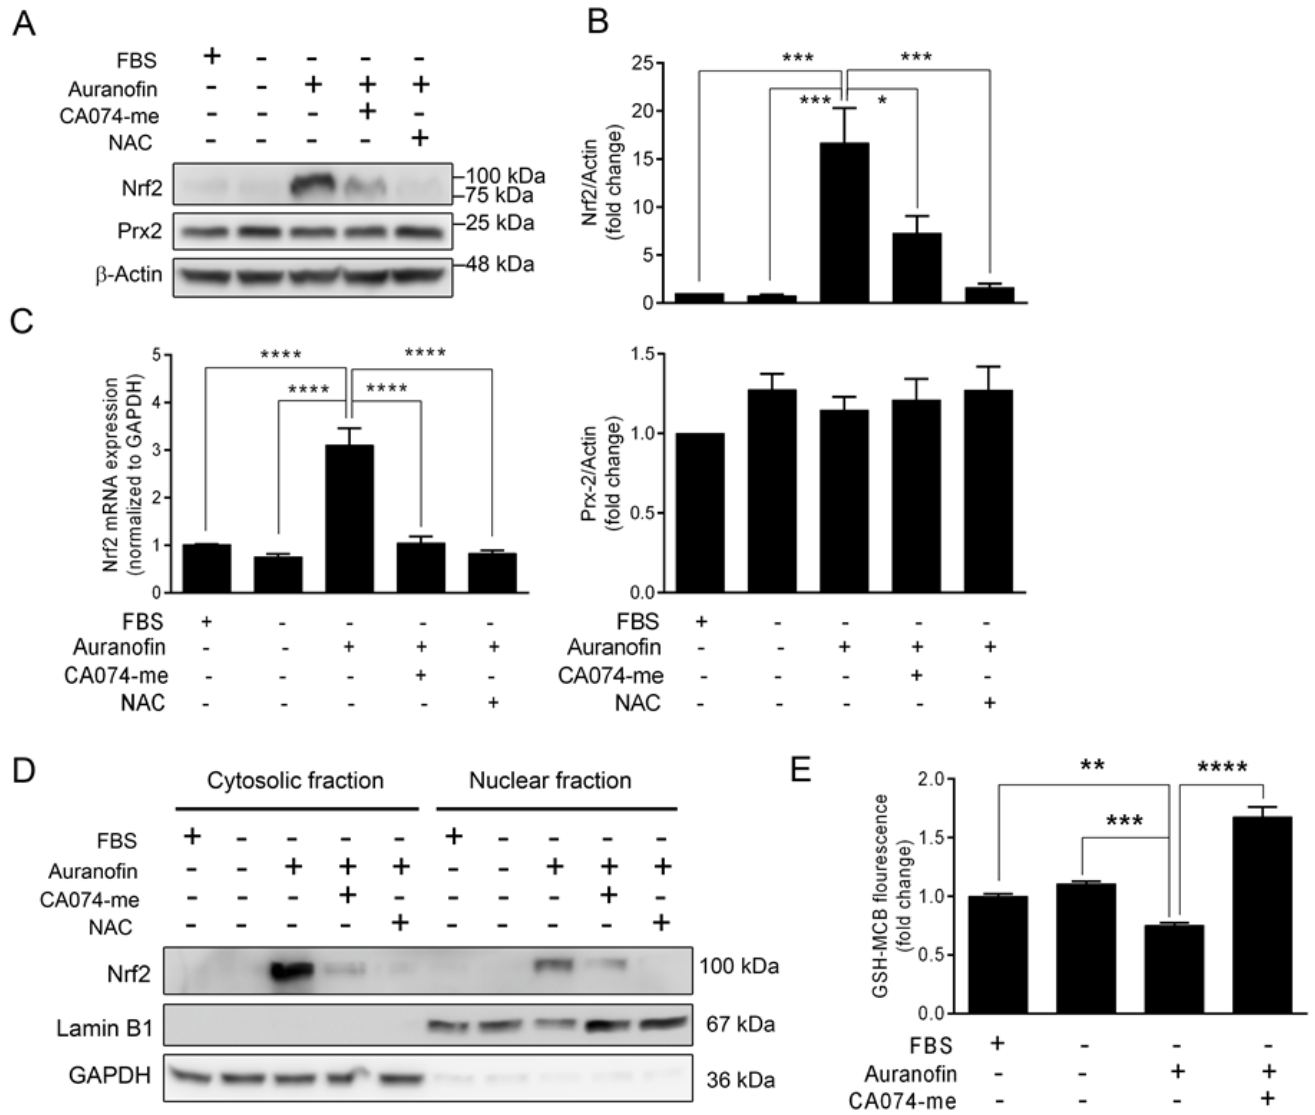 A
FBS + - - - -
Auranofin - - + + +
CA074-me - - - + -
NAC - - - - +
Nrf2
100 kDa
75 kDa
Prx2
25 kDa
β-Actin
48 kDa
B
Nrf2/Actin
(fold change)
25
20
15
10
5
0
*** ***
*** *
C
Nrf2 mRNA expression
(normalized to GAPDH)
5
4
3
2
1
0
**** ****
**** ****
FBS + - - - -
Auranofin - - + + +
CA074-me - - - + -
NAC - - - - +
Prx-2/Actin
(fold change)
1.5
1.0
0.5
0.0
FBS + - - - -
Auranofin - - + + +
CA074-me - - - + -
NAC - - - - +
D
Cytosolic fraction Nuclear fraction
FBS + - - - - + - - - -
Auranofin - - + + + - - + + +
CA074-me - - - + - - - - + -
NAC - - - - + - - - - +
Nrf2 100 kDa
Lamin B1 67 kDa
GAPDH 36 kDa
E
GSH-MCB flourescence
(fold change)
2.0
1.5
1.0
0.5
0.0
** ****
***
FBS + - - -
Auranofin - - + +
CA074-me - - - +